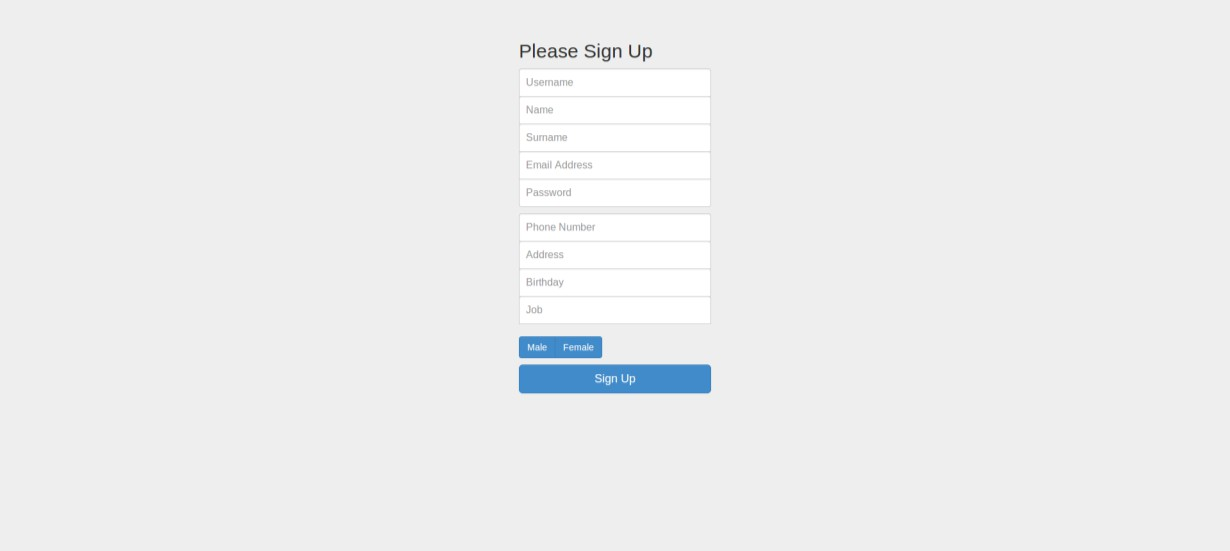 Please Sign Up
Username
Name
Surname
Email Address
Password
Phone Number
Address
Birthday
Job
Male Female
Sign Up